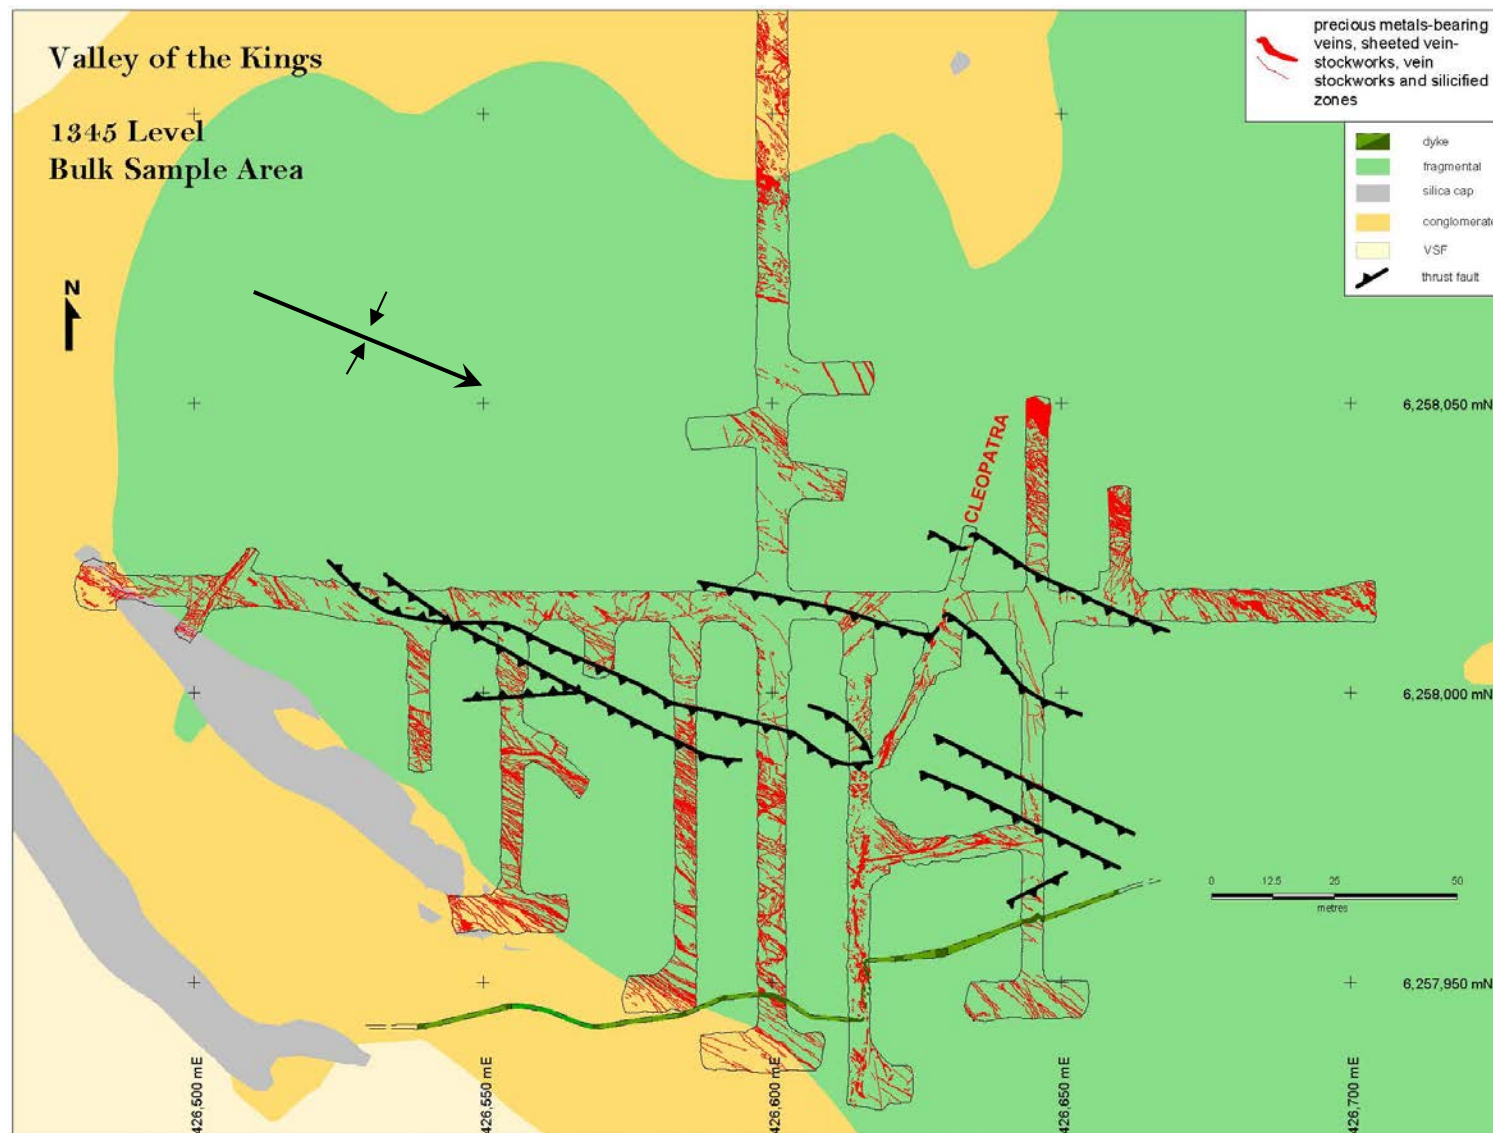 Valley of the Kings
1345 Level
Bulk Sample Area
precious metals-bearing
veins, sheeted vein-
stockworks, vein
stockworks and silicified
zones
dyke
fragmental
silica cap
conglomerate
VSF
thrust fault
N
6,258,050 mN
CLEOPATRA
6,258,000 mN
0 12.5 25 50
metres
6,257,950 mN
426,500 mE
426,550 mE
426,600 mE
426,650 mE
426,700 mE